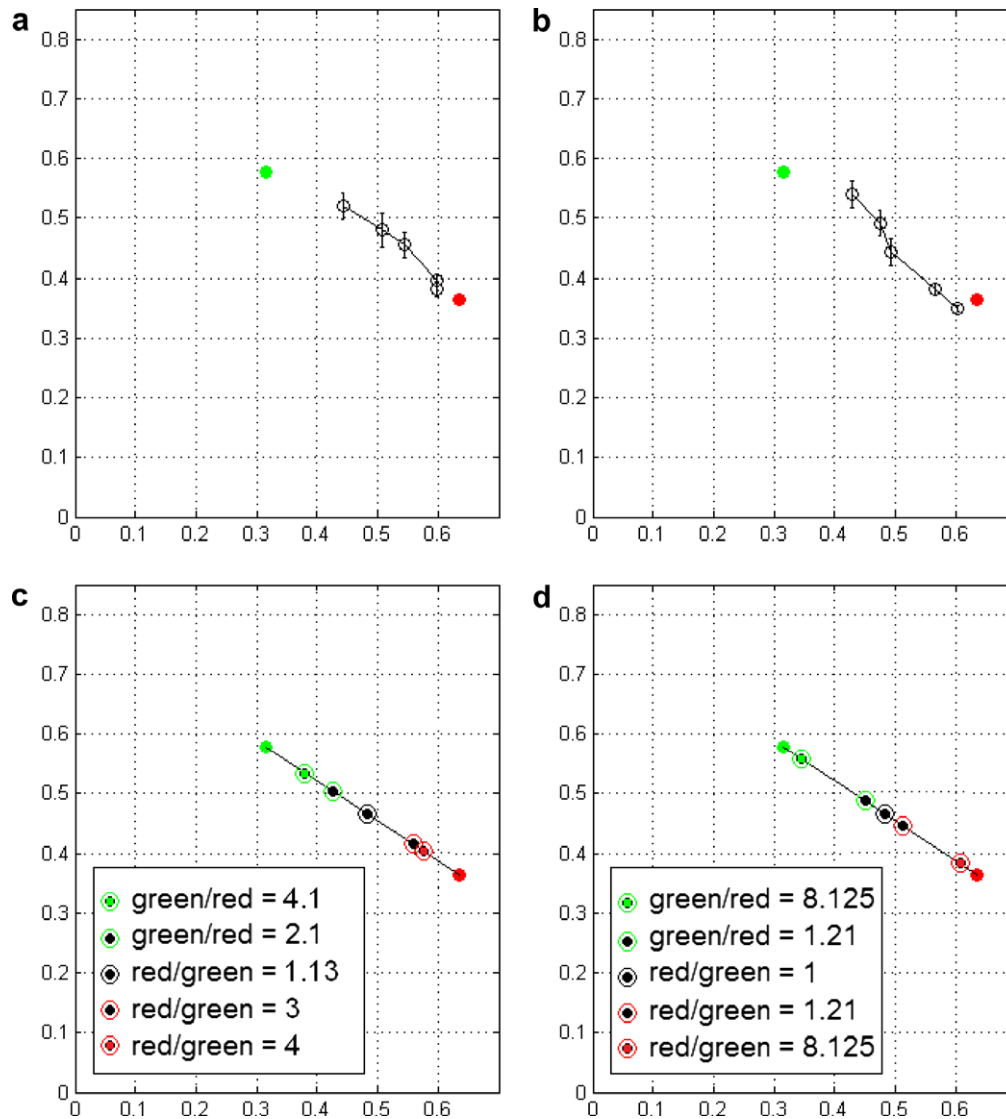 a
0.8
0.7
0.6
0.5
0.4
0.3
0.2
0.1
0
0 0.1 0.2 0.3 0.4 0.5 0.6
b
0.8
0.7
0.6
0.5
0.4
0.3
0.2
0.1
0
0 0.1 0.2 0.3 0.4 0.5 0.6
c
0.8
0.7
0.6
0.5
0.4
0.3
0.2
0.1
0
green/red = 4.1
green/red = 2.1
red/green = 1.13
red/green = 3
red/green = 4
0 0.1 0.2 0.3 0.4 0.5 0.6
d
0.8
0.7
0.6
0.5
0.4
0.3
0.2
0.1
0
green/red = 8.125
green/red = 1.21
red/green = 1
red/green = 1.21
red/green = 8.125
0 0.1 0.2 0.3 0.4 0.5 0.6